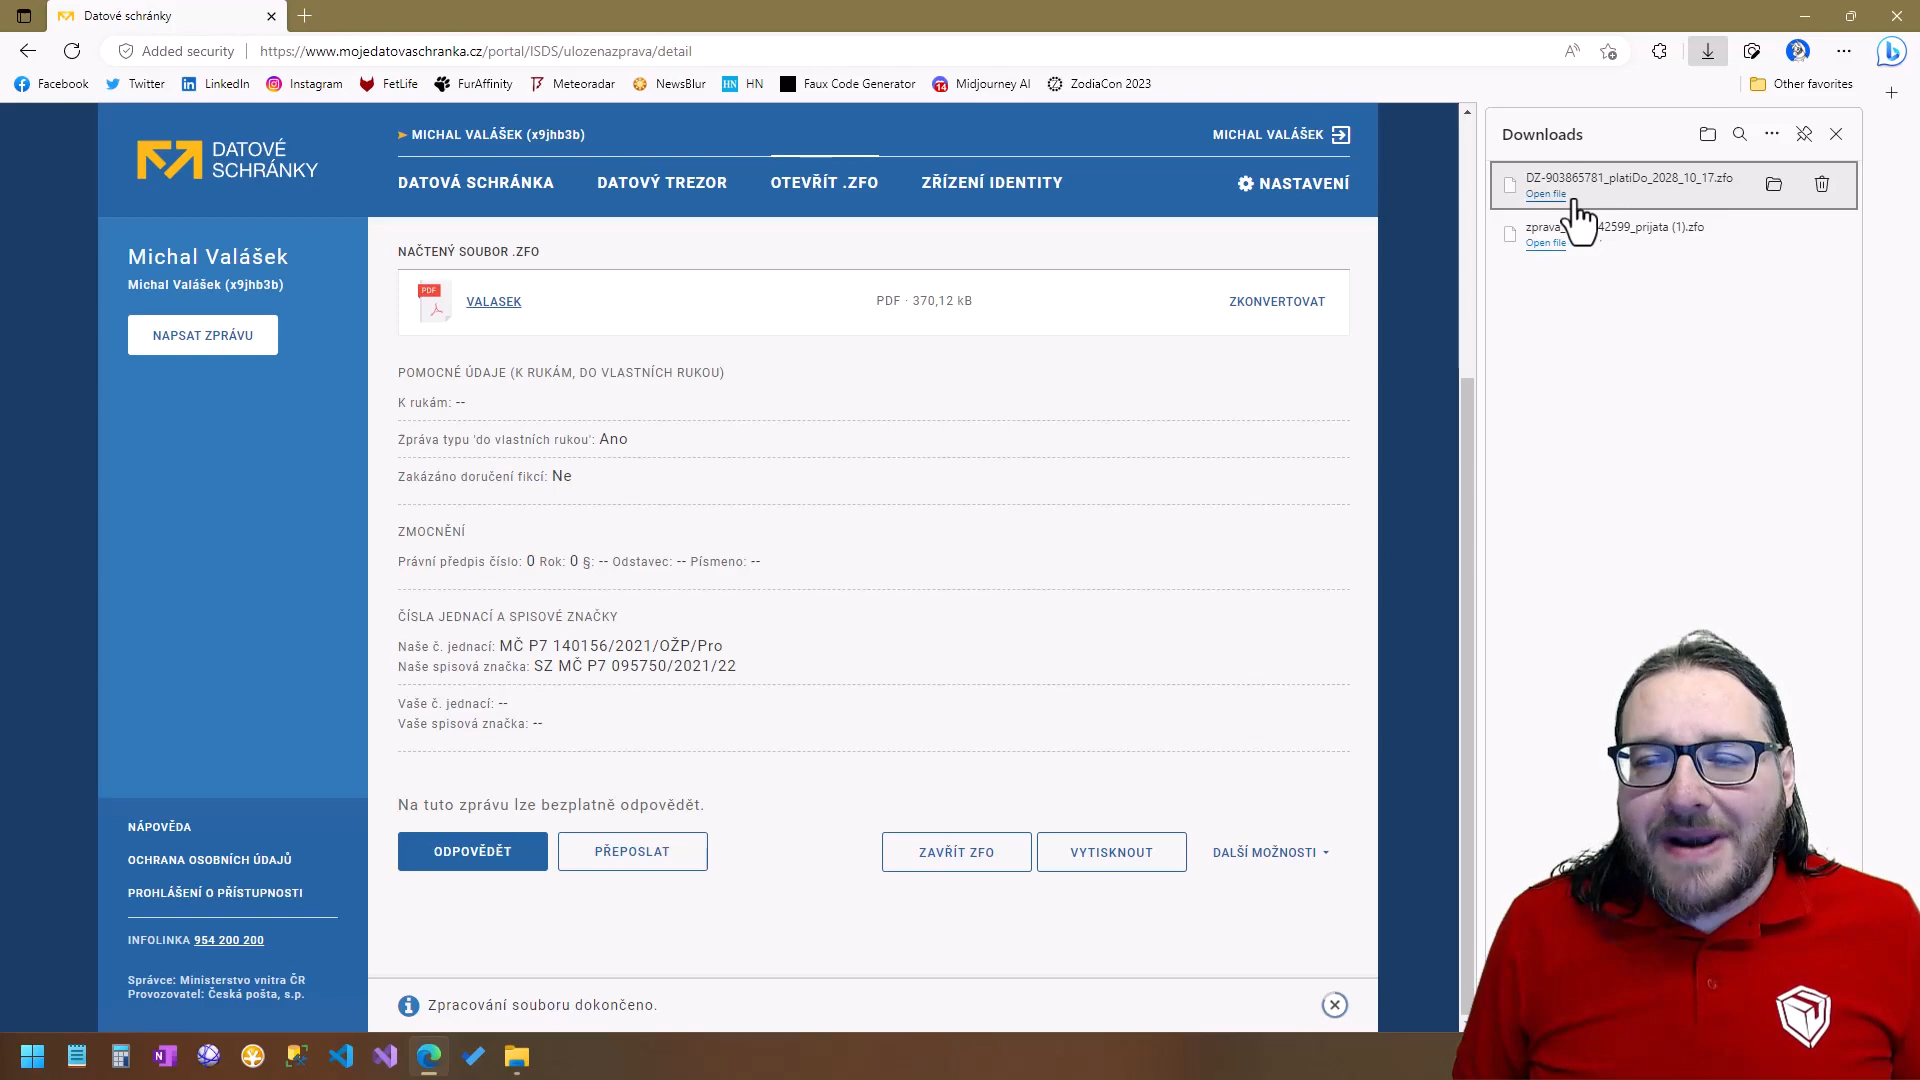 Datové schránky
Added security
https://www.mojedatovaschranka.cz/portal/ISDS/ulozenazprava/detail
Facebook
Twitter
LinkedIn
Instagram
FetLife
FurAffinity
Meteoradar
NewsBlur
HN
HN
Faux Code Generator
14
Midjourney AI
ZodiaCon 2023
Other favorites
DATOVÉ
SCHRÁNKY
MICHAL VALÁŠEK (x9jhb3b)
MICHAL VALÁŠEK
DATOVÁ SCHRÁNKA
DATOVÝ TREZOR
OTEVŘÍT .ZFO
ZŘÍZENÍ IDENTITY
NASTAVENÍ
Michal Valášek
Michal Valášek (x9jhb3b)
NAPSAT ZPRÁVU
NÁPOVĚDA
OCHRANA OSOBNÍCH ÚDAJŮ
PROHLÁŠENÍ O PŘÍSTUPNOSTI
INFOLINKA 954 200 200
Správce: Ministerstvo vnitra ČR
Provozovatel: Česká pošta, s.p.
NAČTENÝ SOUBOR .ZFO
PDF
VALASEK
PDF · 370,12 kB
ZKONVERTOVAT
POMOCNÉ ÚDAJE (K RUKÁM, DO VLASTNÍCH RUKOU)
K rukám: --
Zpráva typu 'do vlastních rukou': Ano
Zakázáno doručení fikcí: Ne
ZMOCNĚNÍ
Právní předpis číslo: 0 Rok: 0 §: -- Odstavec: -- Písmeno: --
ČÍSLA JEDNACÍ A SPISOVÉ ZNAČKY
Naše č. jednací: MČ P7 140156/2021/OŽP/Pro
Naše spisová značka: SZ MČ P7 095750/2021/22
Vaše č. jednací: --
Vaše spisová značka: --
Na tuto zprávu lze bezplatně odpovědět.
ODPOVĚDĚT
PŘEPOSLAT
ZAVŘÍT ZFO
VYTISKNOUT
DALŠÍ MOŽNOSTI
Zpracování souboru dokončeno.
Downloads
DZ-903865781_platiDo_2028_10_17.zfo
Open file
zprava_ 42599_prijata (1).zfo
Open file